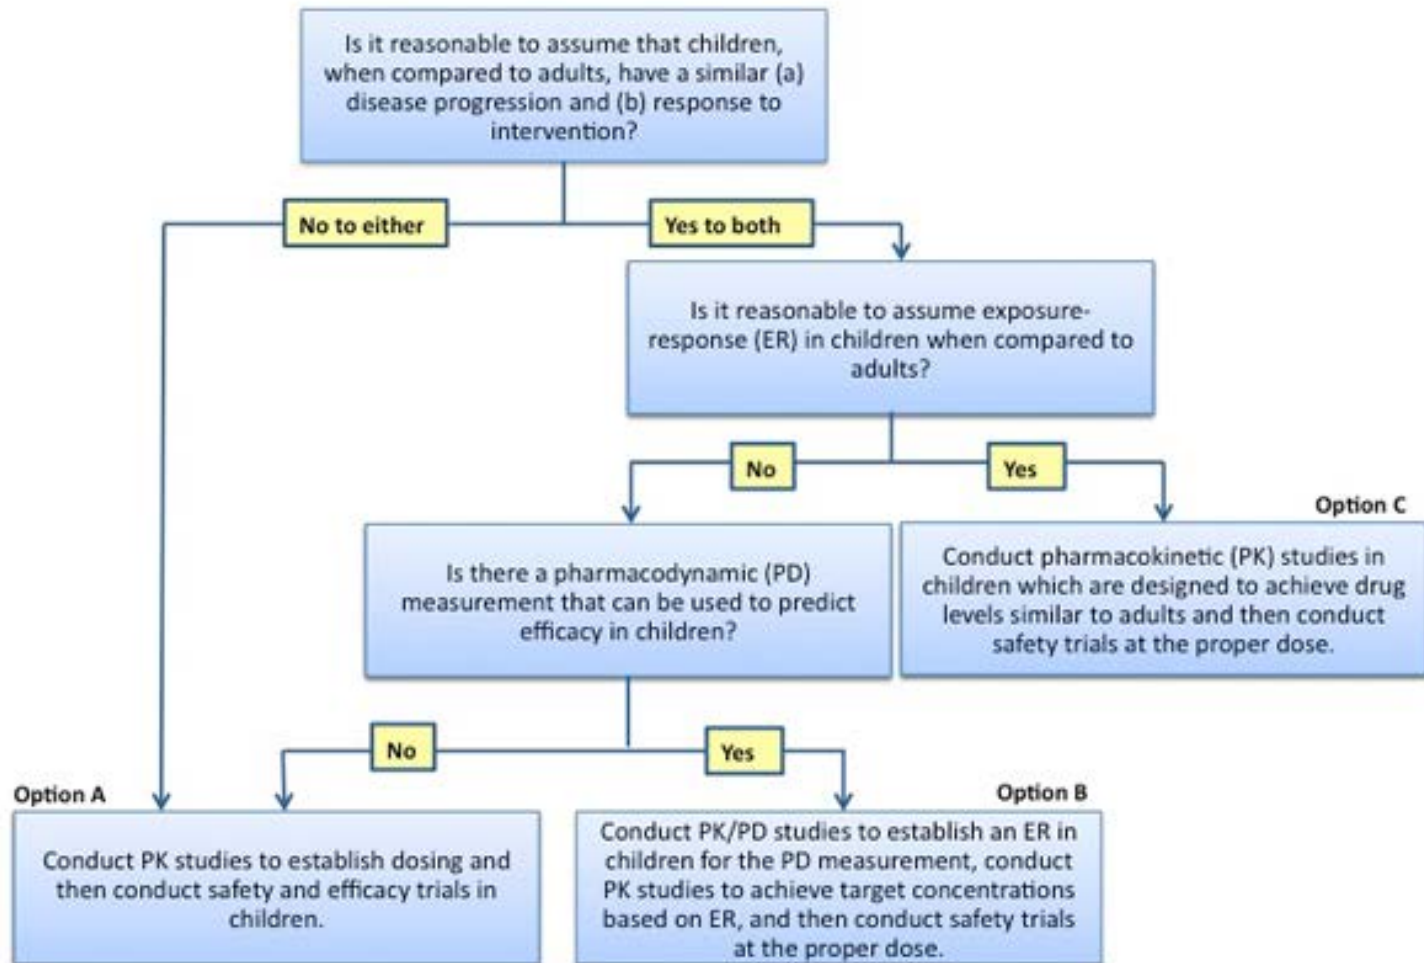 Is it reasonable to assume that children,
when compared to adults, have a similar (a)
disease progression and (b) response to
intervention?
No to either
Yes to both
Is it reasonable to assume exposure-
response (ER) in children when compared to
adults?
No
Yes
Option C
Is there a pharmacodynamic (PD)
measurement that can be used to predict
efficacy in children?
Conduct pharmacokinetic (PK) studies in
children which are designed to achieve drug
levels similar to adults and then conduct
safety trials at the proper dose.
No
Yes
Option A
Option B
Conduct PK studies to establish dosing and
then conduct safety and efficacy trials in
children.
Conduct PK/PD studies to establish an ER in
children for the PD measurement, conduct
PK studies to achieve target concentrations
based on ER, and then conduct safety trials
at the proper dose.